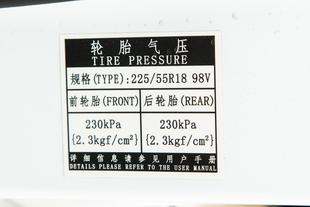 轮胎气压
TIRE PRESSURE
规格(TYPE):225/55R18 98V
前轮胎(FRONT) 后轮胎(REAR)
230kPa 230kPa
{2.3kgf/cm²} {2.3kgf/cm²}
详细信息请参见用户手册
DETAILS PLEASE REFER TO THE USER MANUAL